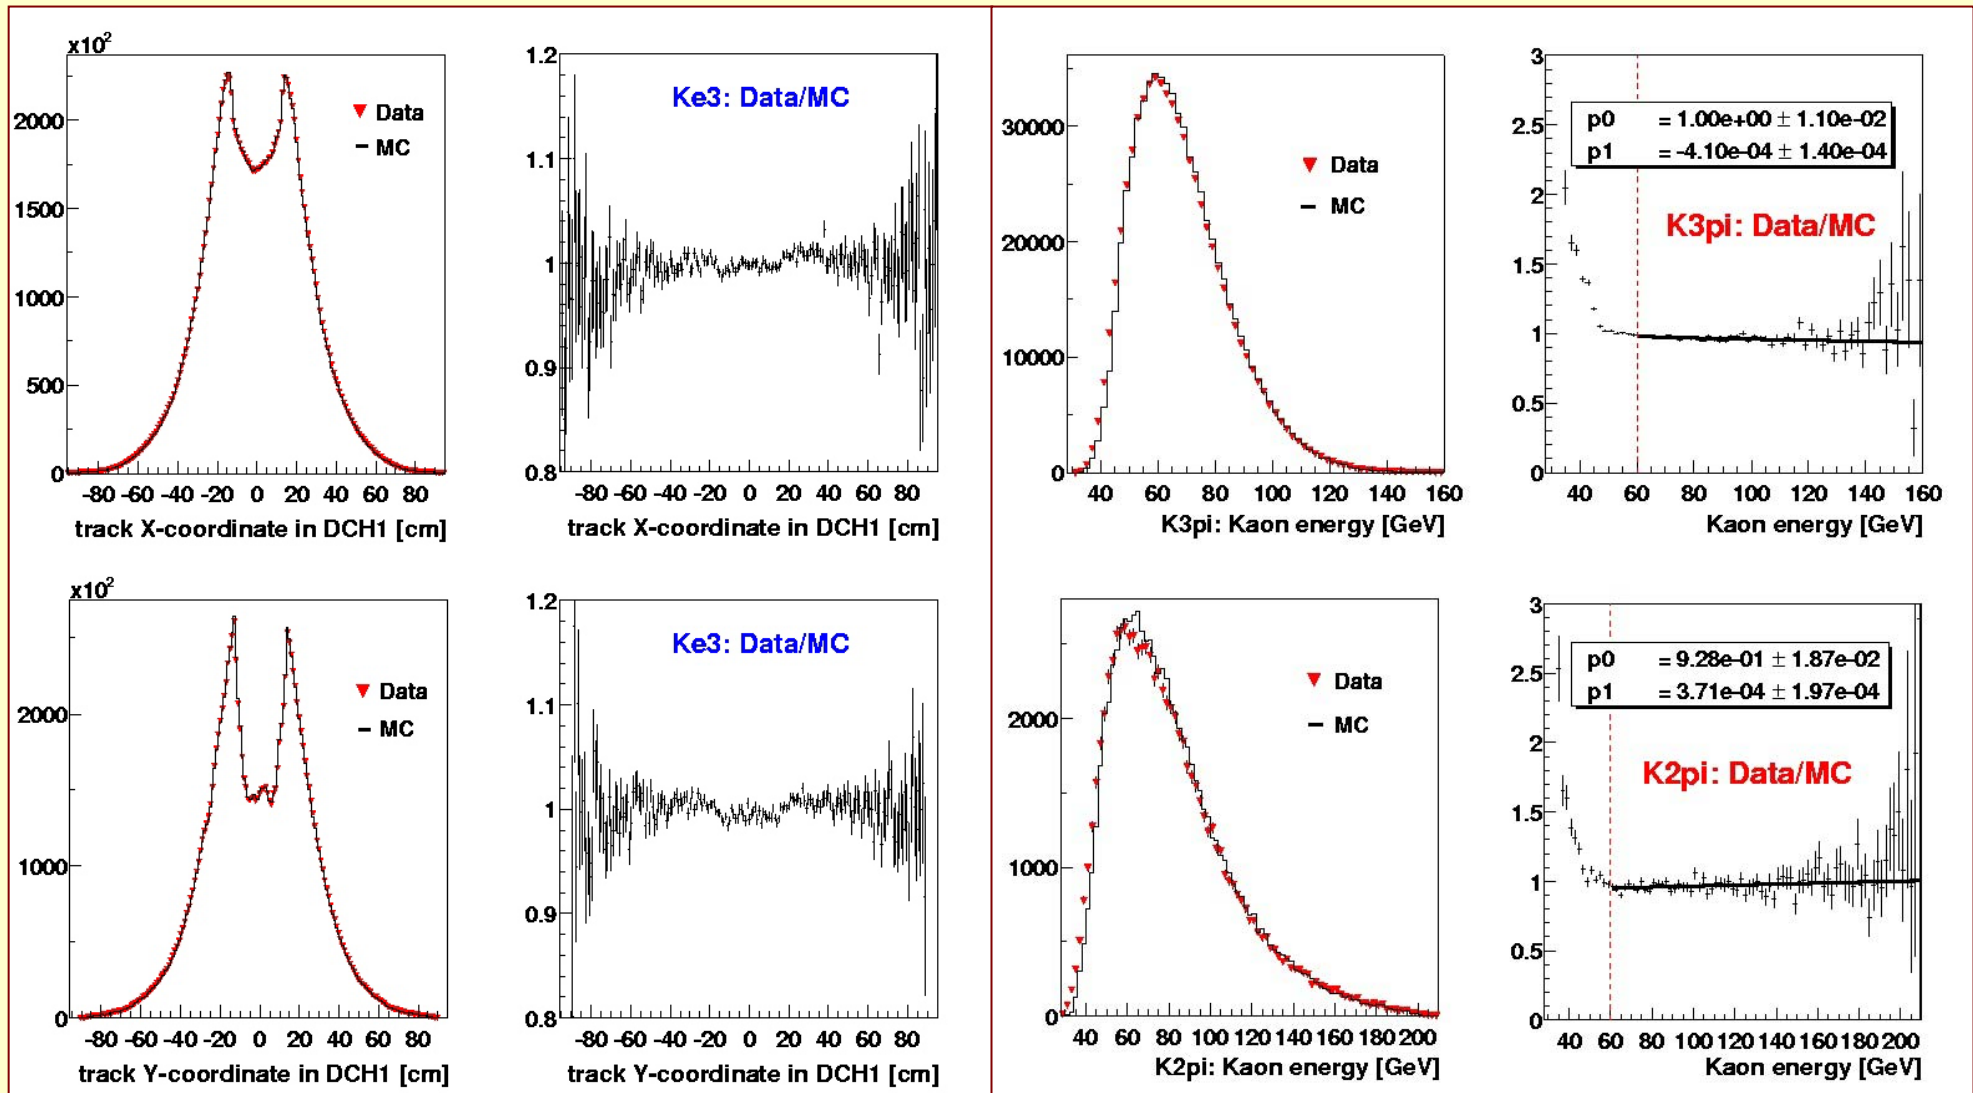 x10²
2000
1500
1000
500
0
-80 -60 -40 -20 0 20 40 60 80
track X-coordinate in DCH1 [cm]
Data
MC
1.2
1.1
1
0.9
0.8
Ke3: Data/MC
-80 -60 -40 -20 0 20 40 60 80
track X-coordinate in DCH1 [cm]
30000
20000
10000
0
Data
MC
40 60 80 100 120 140 160
K3pi: Kaon energy [GeV]
3
2.5
2
1.5
1
0.5
0
p0 = 1.00e+00 ± 1.10e-02
p1 = -4.10e-04 ± 1.40e-04
K3pi: Data/MC
40 60 80 100 120 140 160
Kaon energy [GeV]
x10²
2000
1000
0
Data
MC
-80 -60 -40 -20 0 20 40 60 80
track Y-coordinate in DCH1 [cm]
1.2
1.1
1
0.9
0.8
Ke3: Data/MC
-80 -60 -40 -20 0 20 40 60 80
track Y-coordinate in DCH1 [cm]
2000
1000
0
Data
MC
40 60 80 100 120 140 160 180 200
K2pi: Kaon energy [GeV]
3
2.5
2
1.5
1
0.5
0
p0 = 9.28e-01 ± 1.87e-02
p1 = 3.71e-04 ± 1.97e-04
K2pi: Data/MC
40 60 80 100 120 140 160 180 200
Kaon energy [GeV]